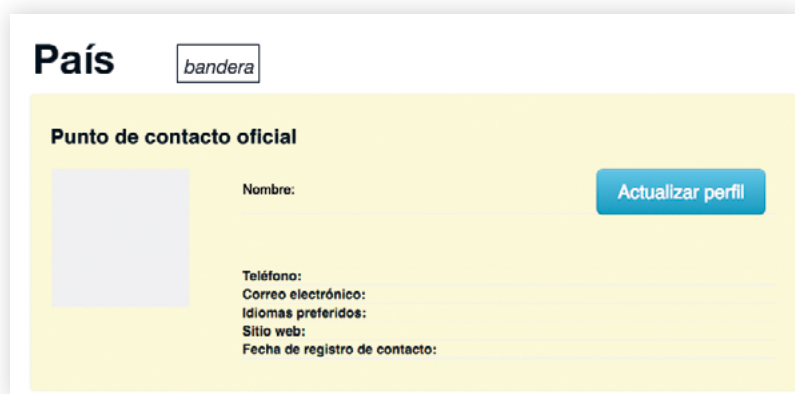 País
bandera
Punto de contacto oficial
Nombre:
Actualizar perfil
Teléfono:
Correo electrónico:
Idiomas preferidos:
Sitio web:
Fecha de registro de contacto: